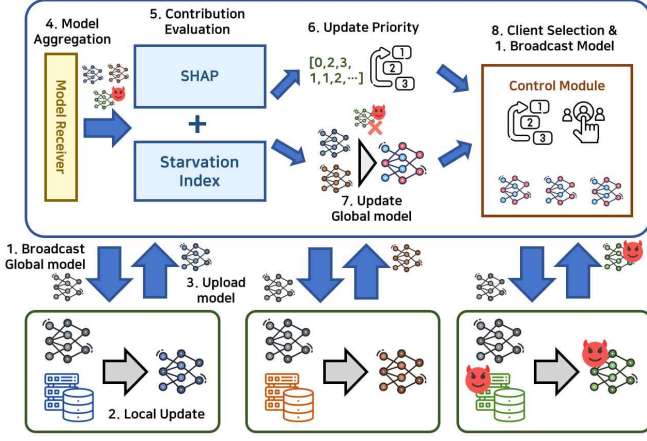 4. Model
Aggregation
5. Contribution
Evaluation
6. Update Priority
8. Client Selection &
1. Broadcast Model
Model Receiver
SHAP
+
Starvation
Index
[0,2,3,
1,1,2,···]
1
2
3
7. Update
Global model
Control Module
1
2
3
1. Broadcast
Global model
3. Upload
model
2. Local Update